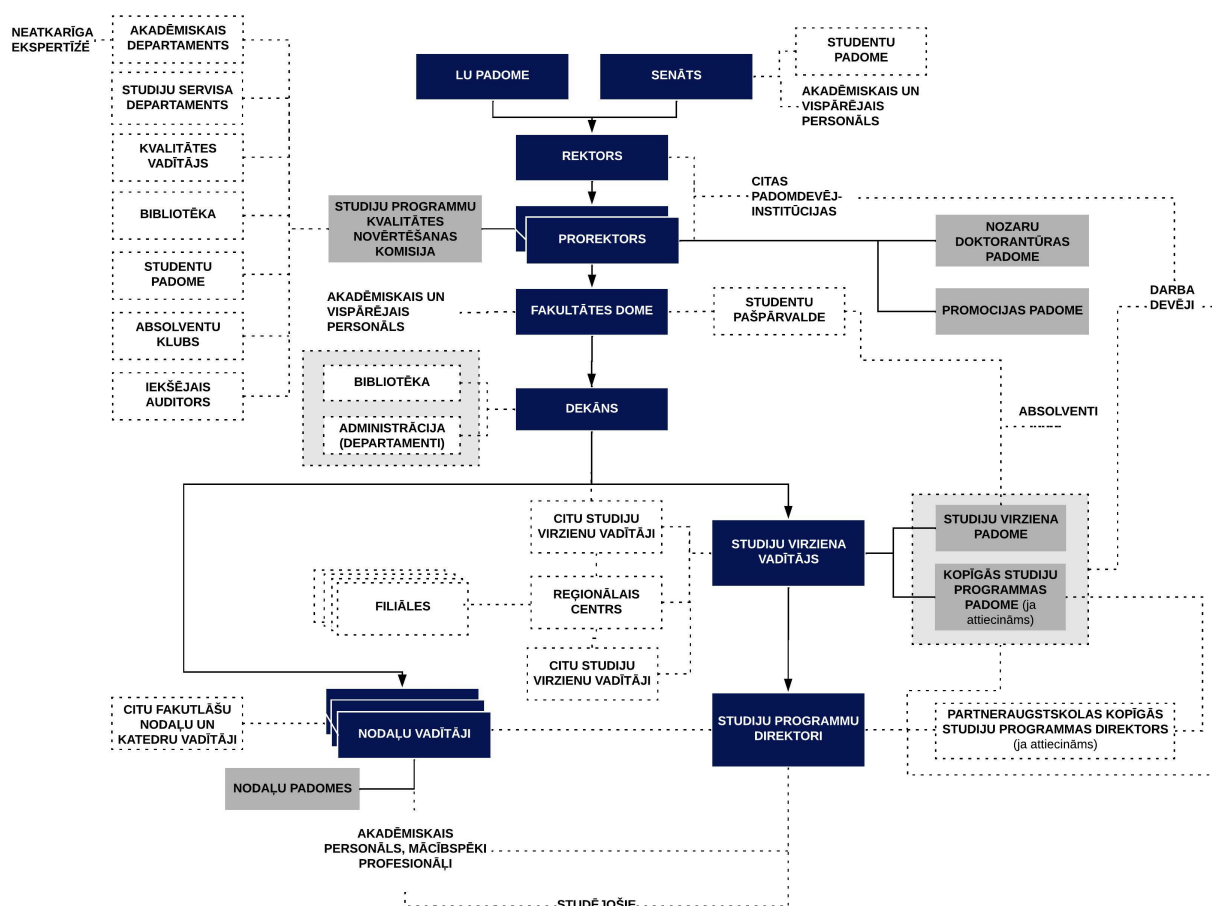 NEATKARĪGA
EKSPERTĪZE
AKADĒMISKAIS
DEPARTAMENTS
STUDIJU SERVISA
DEPARTAMENTS
KVALITĀTES
VADĪTĀJS
BIBLIOTĒKA
STUDENTU
PADOME
ABSOLVENTU
KLUBS
IEKŠĒJAIS
AUDITORS
LU PADOME
SENĀTS
STUDENTU
PADOME
AKADĒMISKAIS UN
VISPĀRĒJAIS
PERSONĀLS
REKTORS
CITAS
PADOMDEVĒJ-
INSTITŪCIJAS
STUDIJU PROGRAMMU
KVALITĀTES
NOVĒRTĒŠANAS
KOMISIJA
PROREKTORS
NOZARU
DOKTORANTŪRAS
PADOME
AKADĒMISKAIS UN
VISPĀRĒJAIS
PERSONĀLS
FAKULTĀTES DOME
STUDENTU
PAŠPĀRVALDE
PROMOCIJAS PADOME
DARBA
DEVĒJI
BIBLIOTĒKA
ADMINISTRĀCIJA
(DEPARTAMENTI)
DEKĀNS
ABSOLVENTI
CITU STUDIJU
VIRZIENU VADĪTĀJI
STUDIJU VIRZIENA
VADĪTĀJS
STUDIJU VIRZIENA
PADOME
KOPĪGĀS STUDIJU
PROGRAMMAS
PADOME (ja
attiecināms)
FILIĀLES
REĢIONĀLAIS
CENTRS
CITU STUDIJU
VIRZIENU VADĪTĀJI
CITU FAKUTLĀŠU
NODAĻU UN
KATEDRU VADĪTĀJI
NODAĻU VADĪTĀJI
STUDIJU PROGRAMMU
DIREKTORI
PARTNERAUGSTSKOLAS KOPĪGĀS
STUDIJU PROGRAMMAS DIREKTORS
(ja attiecināms)
NODAĻU PADOMES
AKADĒMISKAIS
PERSONĀLS, MĀCĪBSPĒKI
PROFESIONĀĻI
STUDĒJOŠIE